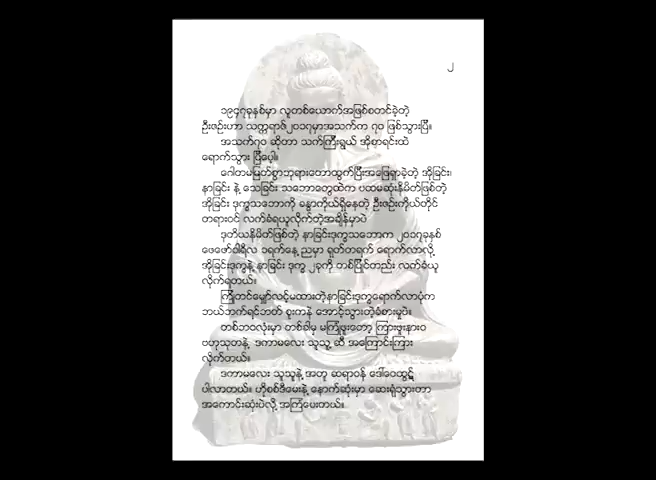 ၂
၁၉၄၇ခုနှစ်မှာ လူတစ်ယောက်အဖြစ်စတင်ခဲ့တဲ့
ဦးဇဉ်းဟာ သက္ကရာဇ်၂၀၁၇မှာအသက်က ၇၀ ဖြစ်သွားပြီ။
အသက်၇၀ ဆိုတာ သက်ကြီးရွယ် အိုစာရင်းထဲ
ရောက်သွား ပြီပေါ့။
ဂေါတမမြတ်စွာဘုရားတောထွက်ပြီးအဖြေရှာခဲ့တဲ့ အိုခြင်း၊
နာခြင်း နဲ့ သေခြင်း သဘောတွေထဲက ပထမဆုံးနိမိတ်ဖြစ်တဲ့
အိုခြင်း ဒုက္ခသဘောကို ခန္ဓာကိုယ်ရှိနေတဲ့ ဦးဇဉ်းကိုယ်တိုင်
တရားဝင် လက်ခံရယူလိုက်တဲ့အချိန်မှာပဲ
ဒုတိယနိမိတ်ဖြစ်တဲ့ နာခြင်းဒုက္ခသဘောက ၂၀၁၇ခုနှစ်
ဖေဖော်ဝါရီလ ၁ရက်နေ့ ညမှာ ရုတ်တရက် ရောက်လာလို့
အိုခြင်းဒုက္ခနဲ့ နာခြင်း ဒုက္ခ ၂ခုကို တစ်ပြိုင်တည်း လက်ခံယူ
လိုက်ရတယ်။
ကြိုတင်မျှော်လင့်မထားတဲ့နာခြင်းဒုက္ခရောက်လာပုံက
ဘယ်ဘက်ရင်ဘတ် စူးကနဲ အောင့်သွားတဲ့ခံစားမှုပဲ။
တစ်ဘဝလုံးမှာ တစ်ခါမှ မကြုံဖူးတော့ ကြားဖူးနားဝ
ဗဟုသုတနဲ့ ဒကာမလေး သူသူ့ ဆီ အကြောင်းကြား
လိုက်တယ်။
ဒကာမလေး သူသူနဲ့ အတူ ဆရာဝန် ဒေါ်ဝေထွဋ်
ပါလာတယ်။ ဟိုစစ်ဒီမေးနဲ့ နောက်ဆုံးမှာ ဆေးရုံသွားတာ
အကောင်းဆုံးပဲလို့ အကြံပေးတယ်။